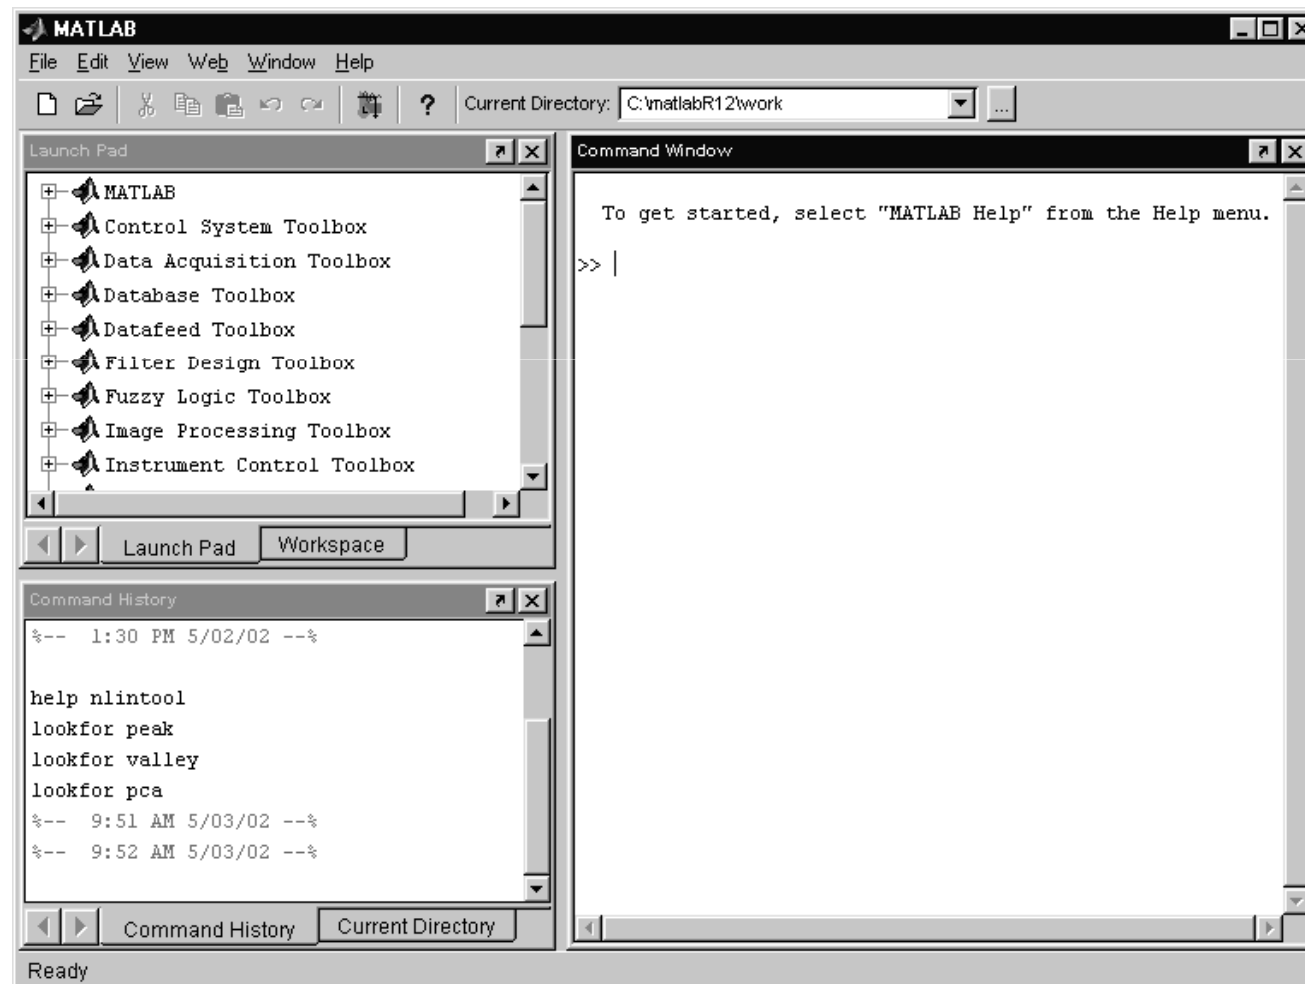 MATLAB
File Edit View Web Window Help
? Current Directory: C:\matlabR12\work ...
Launch Pad
MATLAB
Control System Toolbox
Data Acquisition Toolbox
Database Toolbox
Datafeed Toolbox
Filter Design Toolbox
Fuzzy Logic Toolbox
Image Processing Toolbox
Instrument Control Toolbox
Launch Pad Workspace
Command History
%-- 1:30 PM 5/02/02 --%
help nlintool
lookfor peak
lookfor valley
lookfor pca
%-- 9:51 AM 5/03/02 --%
%-- 9:52 AM 5/03/02 --%
Command History Current Directory
Command Window
To get started, select "MATLAB Help" from the Help menu.
>>
Ready